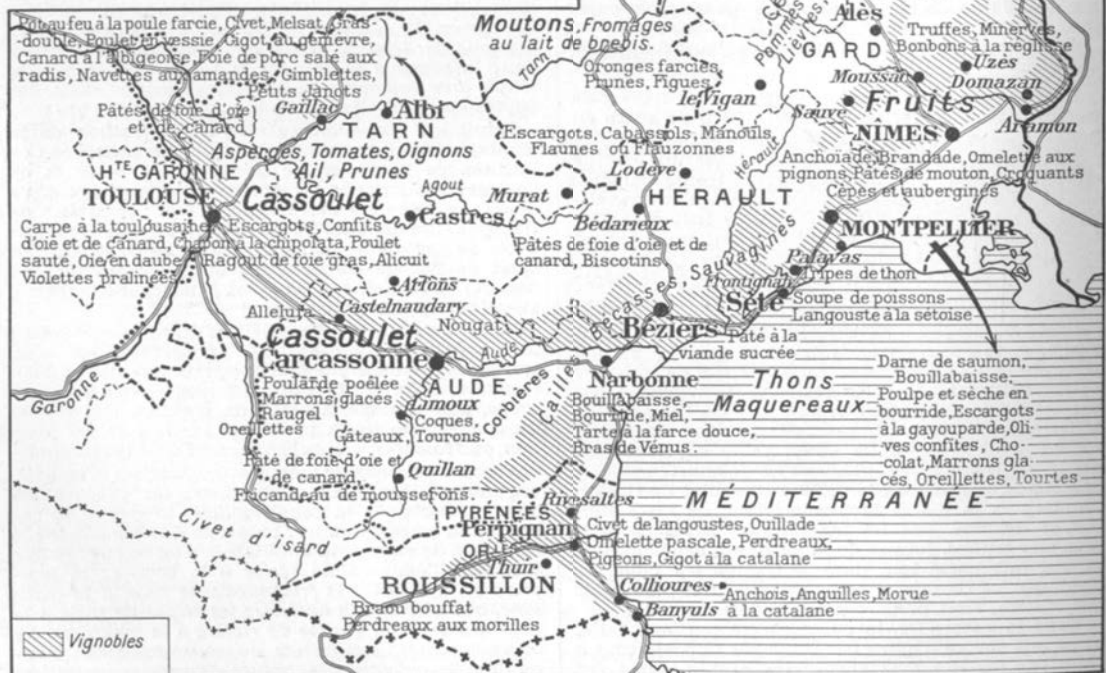 Pot au feu à la poule farcie, Civet, Melsat, Gras-
double, Poulet en vessie, Gigot au genièvre,
Canard à l'albigeoise, Foie de porc salé aux
radis, Navettes aux amandes, Gimblettes,
Petits Janots
Moutons, Fromages
au lait de brebis.
Tarn
Alès
GARD
Truffes, Minerves,
Bonbons à la réglisse
Uzès
Moussac
Domazan
Oronges farcies,
Prunes, Figues
le Vigan
Sauve
Fruits
Aramon
NÎMES
Gaillac
Albi
TARN
Pâtés de foie d'oie
et de canard
Asperges, Tomates, Oignons
Ail, Prunes
Escargots, Cabassols, Manouls,
Flaunes ou Flauzonnes
Lodève
Hérault
HÉRAULT
Anchoïade, Brandade, Omelette aux
pignons, Pâtés de mouton, Croquants
Cèpes et aubergines
HTE GARONNE
TOULOUSE
Cassoulet
Agout
Castres
Murat
Bédarieux
MONTPELLIER
Carpe à la toulousaine, Escargots, Confits
d'oie et de canard, Chapon à la chipolata, Poulet
sauté, Oie en daube, Ragout de foie gras, Alicuit
Violettes pralinées
Pâtés de foie d'oie et de
canard, Biscotins
Bécasses, Sauvagines
Palavas
Frontignan
Tripes de thon
Sète
Soupe de poissons
Langouste à la sétoise
Castelnaudary
Nougat
Béziers
Pâté à la
viande sucrée
Cassoulet
Carcassonne
Aude
Narbonne
Thons
Maquereaux
Darne de saumon,
Bouillabaisse,
Poulpe et sèche en
bourride, Escargots
à la gayouparde, Oli-
ves confites, Cho-
colat, Marrons gla-
cés, Oreillettes, Tourtes
Garonne
Poularde poêlée
Marrons glacés
Raugel
Oreillettes
AUDE
Limoux
Coques,
Gâteaux, Tourons.
Corbières
Cailles
Bouillabaisse,
Bourride, Miel,
Tarte à la farce douce,
Bras de Vénus.
Pâté de foie d'oie et
de canard,
Quillan
Fricandeau de mousserons.
MÉDITERRANÉE
Civet d'isard
Rivesaltes
PYRÉNÉES
ORLES
Perpignan
Civet de langoustes, Ouillade
Omelette pascale, Perdreaux,
Pigeons, Gigot à la catalane
Thuir
ROUSSILLON
Collioures
Anchois, Anguilles, Morue
à la catalane
Banyuls
Braou bouffat
Perdreaux aux morilles
Vignobles